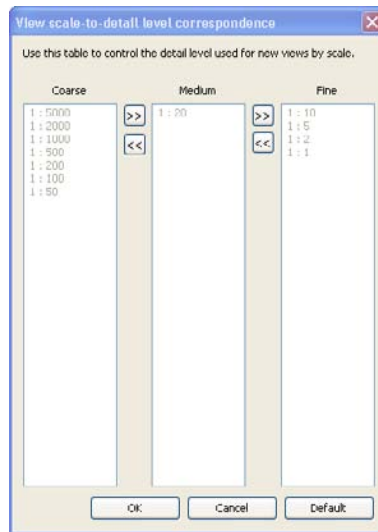 View scale-to-detail level correspondence
Use this table to control the detail level used for new views by scale.
Coarse
Medium
Fine
1 : 5000
1 : 2000
1 : 1000
1 : 500
1 : 200
1 : 100
1 : 50
>>
<<
1 : 20
>>
<<
1 : 10
1 : 5
1 : 2
1 : 1
OK
Cancel
Default